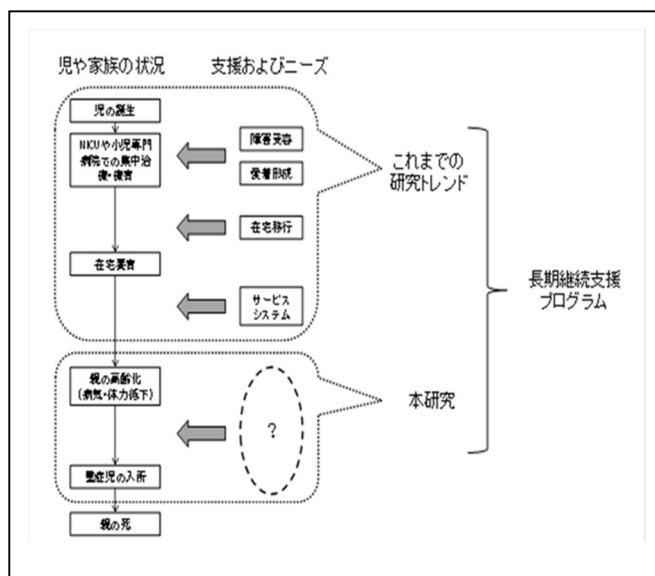 児や家族の状況
支援およびニーズ
児の誕生
NICUや小児専門
病院での集中治
療・療育
障害受容
愛着形成
これまでの
研究トレンド
在宅移行
在宅養育
サービス
システム
長期継続支援
プログラム
親の高齢化
(病気・体力低下)
?
本研究
重症児の入所
親の死